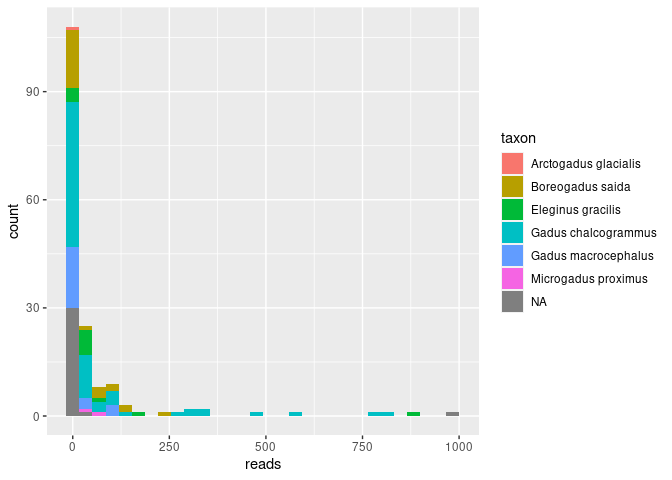 90
60
30
0
count
0 250 500 750 1000
reads
taxon
Arctogadus glacialis
Boreogadus saida
Eleginus gracilis
Gadus chalcogrammus
Gadus macrocephalus
Microgadus proximus
NA